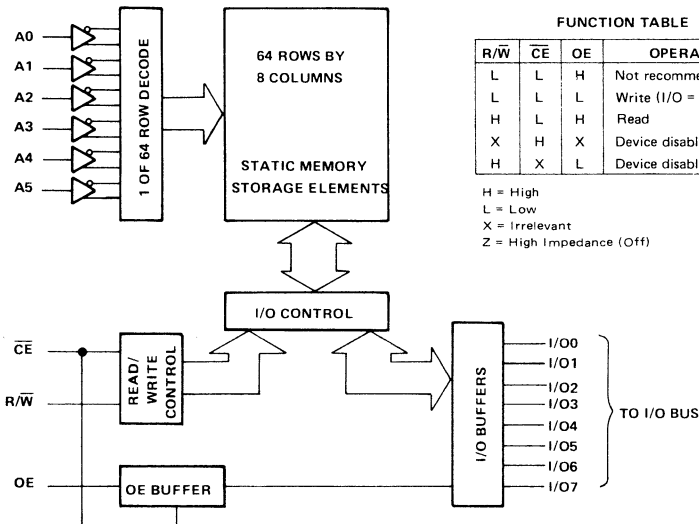 A0
A1
A2
A3
A4
A5
1 OF 64 ROW DECODE
64 ROWS BY
8 COLUMNS
STATIC MEMORY
STORAGE ELEMENTS
FUNCTION TABLE
R/W̅ C̅E̅ OE OPERA
L L H Not recomme
L L L Write (I/O =
H L H Read
X H X Device disabl
H X L Device disabl
H = High
L = Low
X = Irrelevant
Z = High Impedance (Off)
I/O CONTROL
C̅E̅
R/W̅
OE
READ/
WRITE
CONTROL
OE BUFFER
I/O BUFFERS
I/O0
I/O1
I/O2
I/O3
I/O4
I/O5
I/O6
I/O7
TO I/O BUS